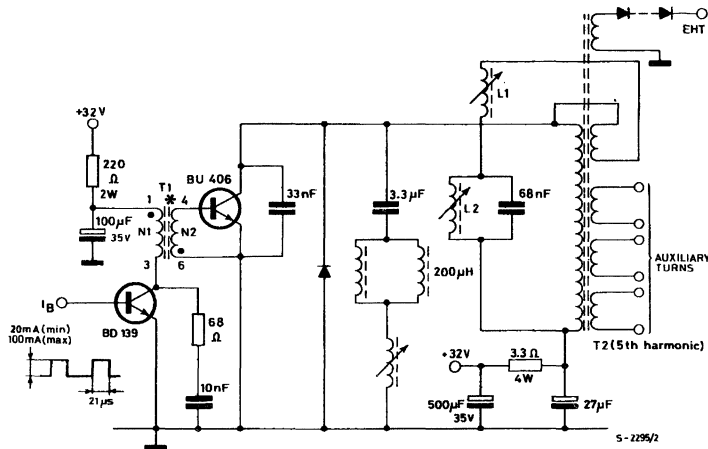 EHT
L1
+32V
220
Ω
2W
T1
*
BU 406
1
4
33nF
3.3µF
L2
68nF
100µF
35V
N1
N2
3
6
200µH
AUXILIARY
TURNS
IB
BD 139
20mA(min)
100mA(max)
21µs
68
Ω
10nF
+32V
3.3Ω
4W
T2(5th harmonic)
500µF
35V
27µF
S-2295/2